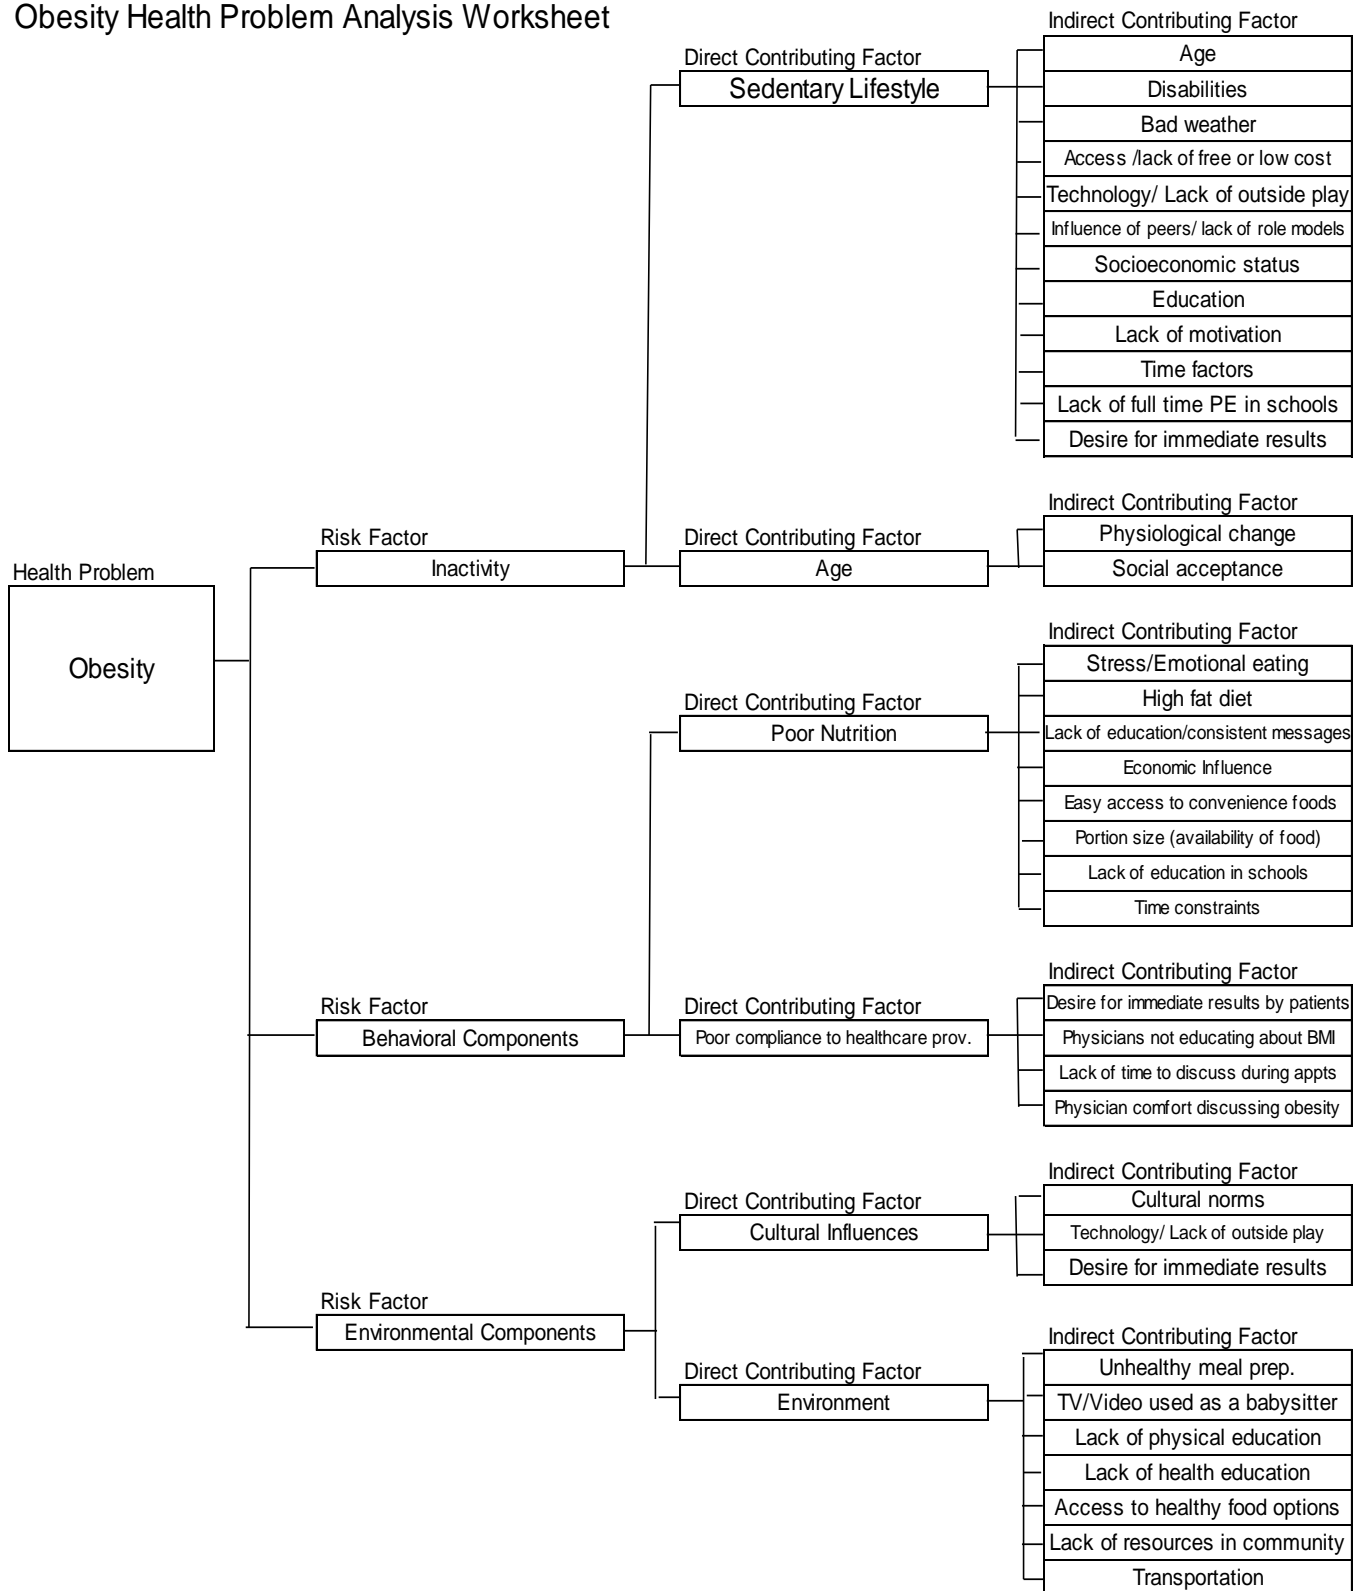 Obesity Health Problem Analysis Worksheet
Health Problem
Obesity
Risk Factor
Inactivity
Direct Contributing Factor
Sedentary Lifestyle
Indirect Contributing Factor
Age
Disabilities
Bad weather
Access /lack of free or low cost
Technology/ Lack of outside play
Influence of peers/ lack of role models
Socioeconomic status
Education
Lack of motivation
Time factors
Lack of full time PE in schools
Desire for immediate results
Direct Contributing Factor
Age
Indirect Contributing Factor
Physiological change
Social acceptance
Risk Factor
Behavioral Components
Direct Contributing Factor
Poor Nutrition
Indirect Contributing Factor
Stress/Emotional eating
High fat diet
Lack of education/consistent messages
Economic Influence
Easy access to convenience foods
Portion size (availability of food)
Lack of education in schools
Time constraints
Direct Contributing Factor
Poor compliance to healthcare prov.
Indirect Contributing Factor
Desire for immediate results by patients
Physicians not educating about BMI
Lack of time to discuss during appts
Physician comfort discussing obesity
Risk Factor
Environmental Components
Direct Contributing Factor
Cultural Influences
Indirect Contributing Factor
Cultural norms
Technology/ Lack of outside play
Desire for immediate results
Direct Contributing Factor
Environment
Indirect Contributing Factor
Unhealthy meal prep.
TV/Video used as a babysitter
Lack of physical education
Lack of health education
Access to healthy food options
Lack of resources in community
Transportation